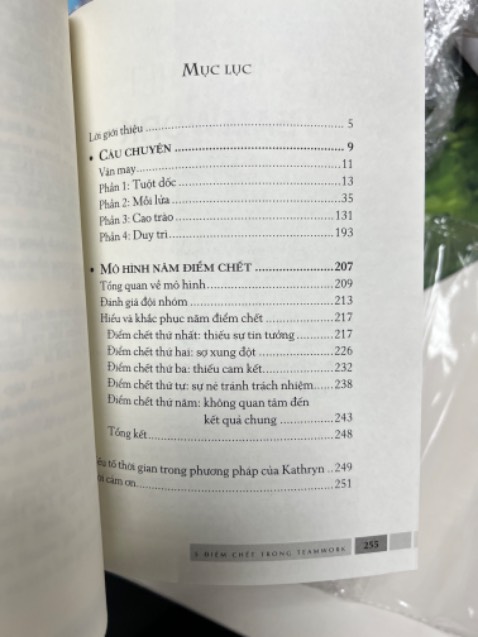 MỤC LỤC
Lời giới thiệu 5
• CÂU CHUYỆN 9
Vận may 11
Phần 1: Tuột dốc 13
Phần 2: Mồi lửa 35
Phần 3: Cao trào 131
Phần 4: Duy trì 193
• MÔ HÌNH NĂM ĐIỂM CHẾT 207
Tổng quan về mô hình 209
Đánh giá đội nhóm 213
Hiểu và khắc phục năm điểm chết 217
Điểm chết thứ nhất: thiếu sự tin tưởng 217
Điểm chết thứ hai: sợ xung đột 226
Điểm chết thứ ba: thiếu cam kết 232
Điểm chết thứ tư: sự né tránh trách nhiệm 238
Điểm chết thứ năm: không quan tâm đến
kết quả chung 243
Tổng kết 248
tố thời gian trong phương pháp của Kathryn 249
cảm ơn 251
5 ĐIỂM CHẾT TRONG TEAMWORK 255